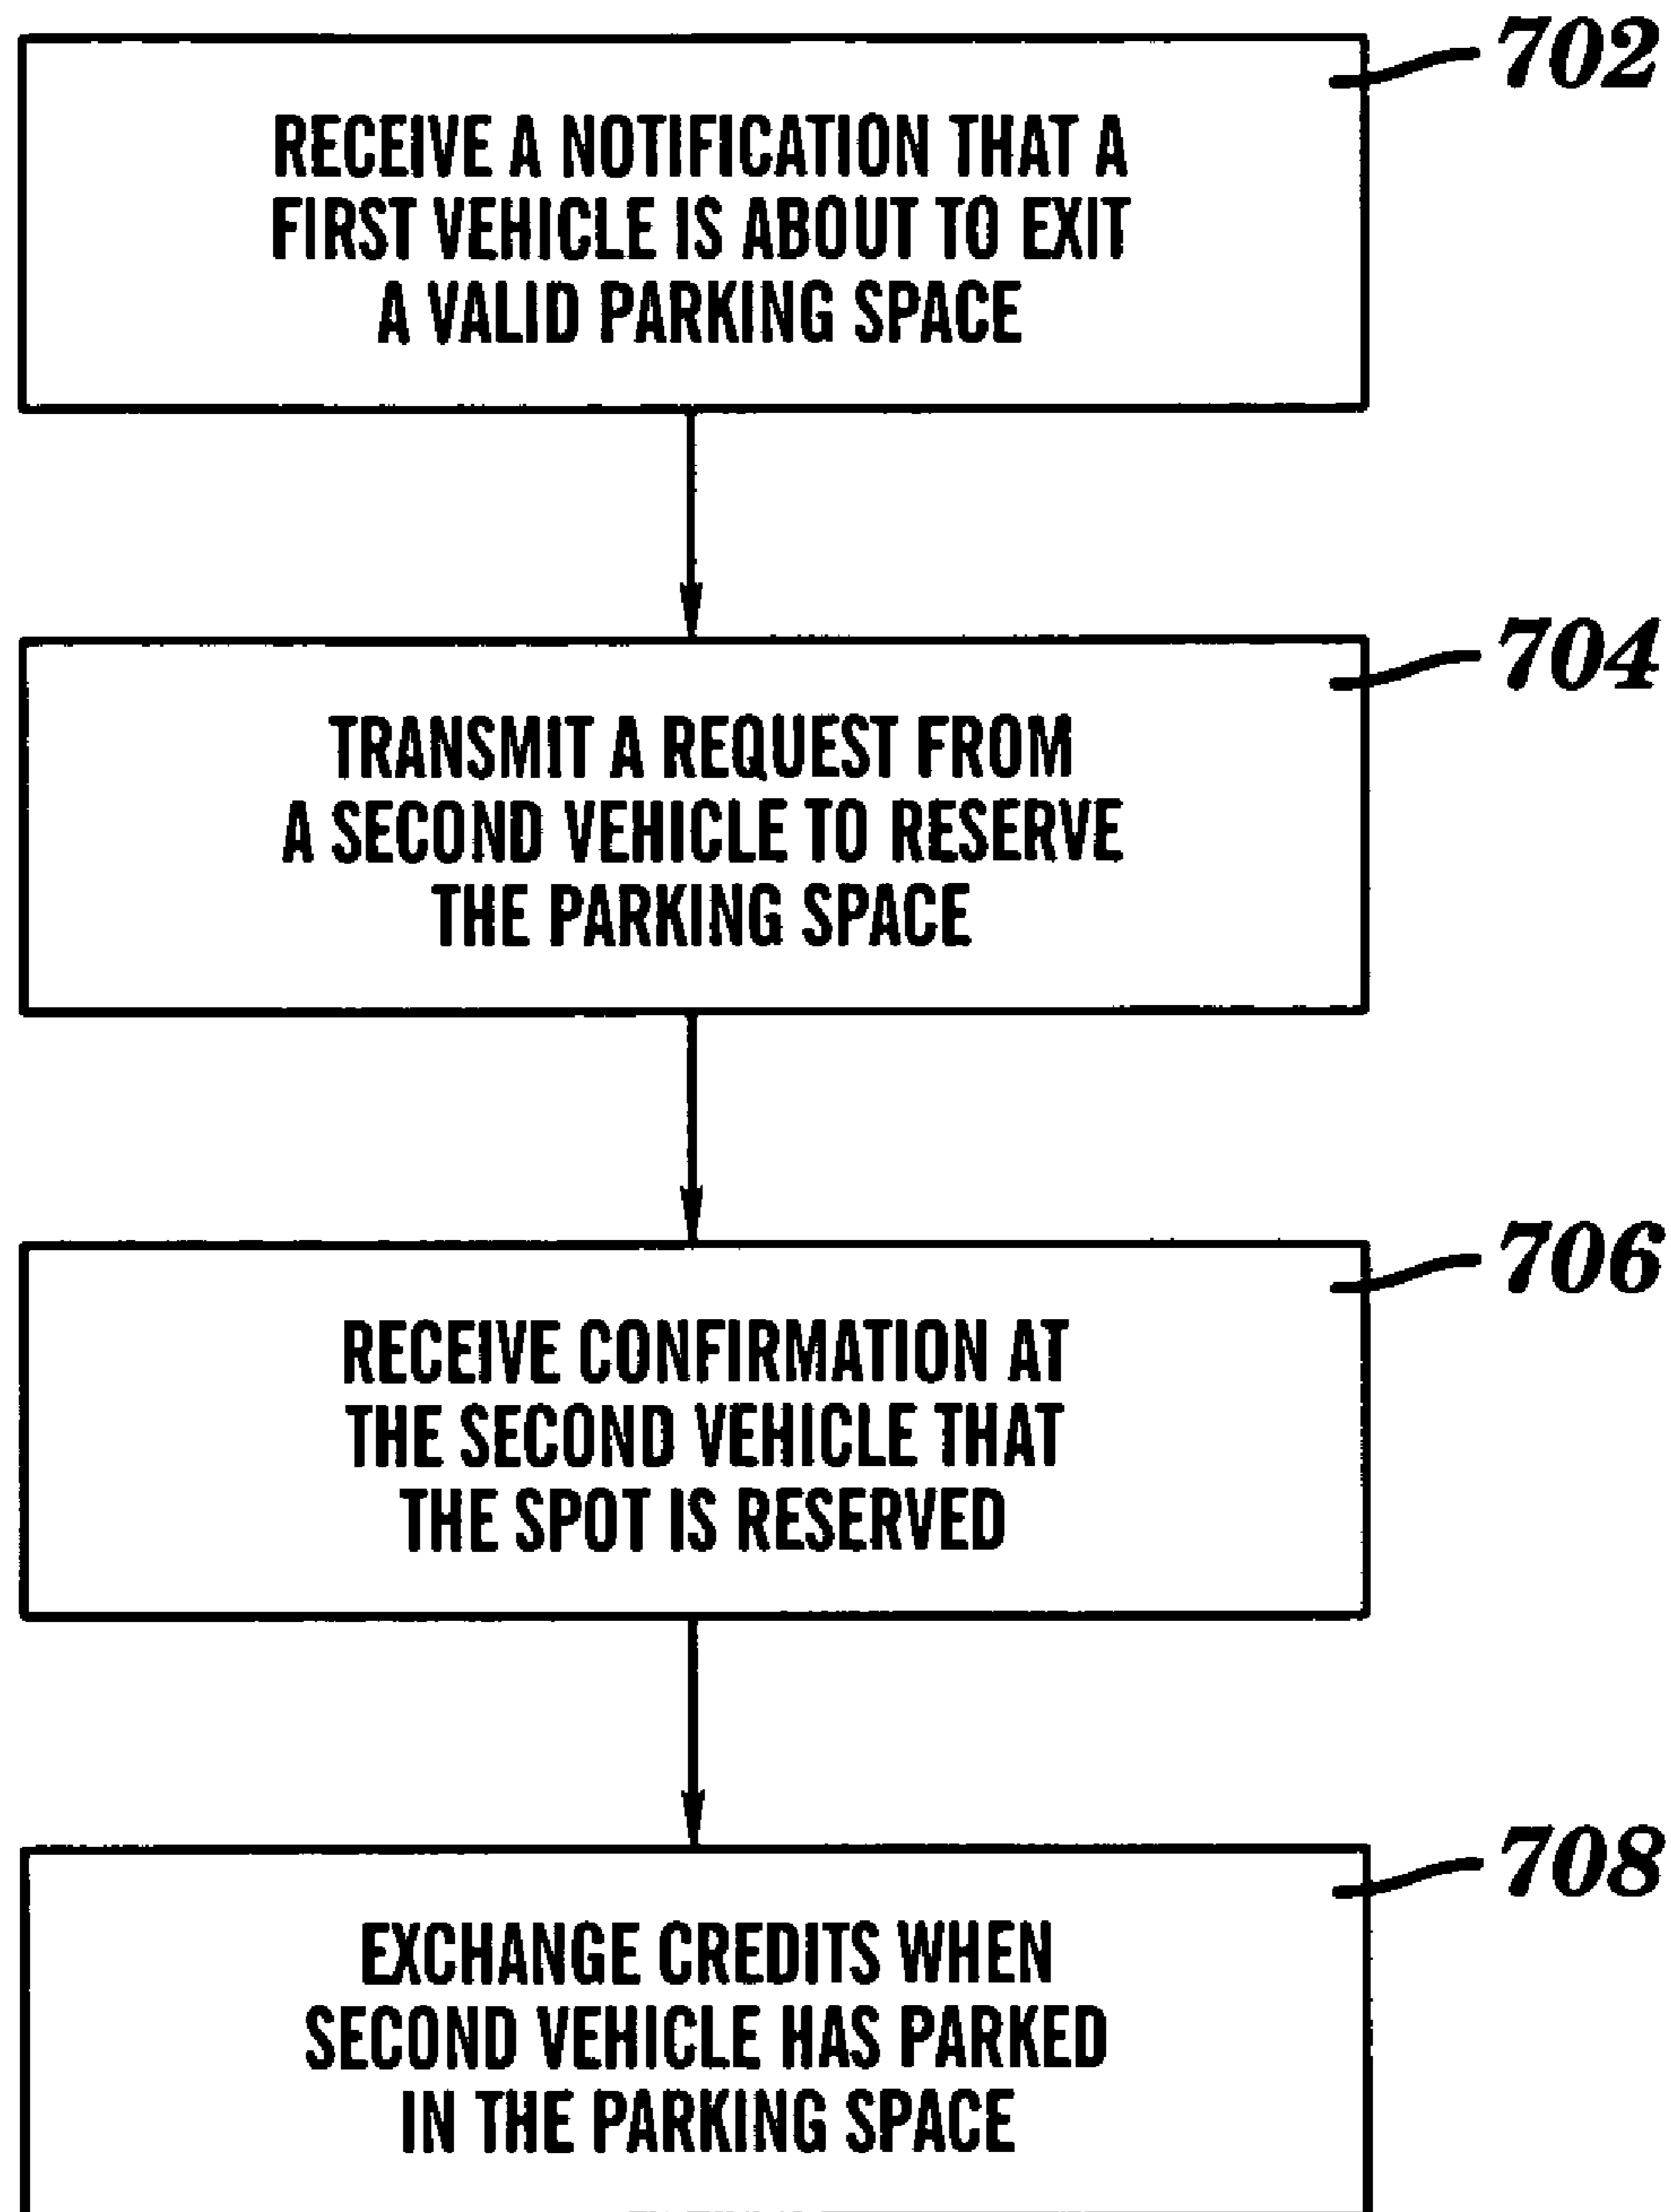 702
RECEIVE A NOTIFICATION THAT A
FIRST VEHICLE IS ABOUT TO EXIT
A VALID PARKING SPACE
704
TRANSMIT A REQUEST FROM
A SECOND VEHICLE TO RESERVE
THE PARKING SPACE
706
RECEIVE CONFIRMATION AT
THE SECOND VEHICLE THAT
THE SPOT IS RESERVED
708
EXCHANGE CREDITS WHEN
SECOND VEHICLE HAS PARKED
IN THE PARKING SPACE